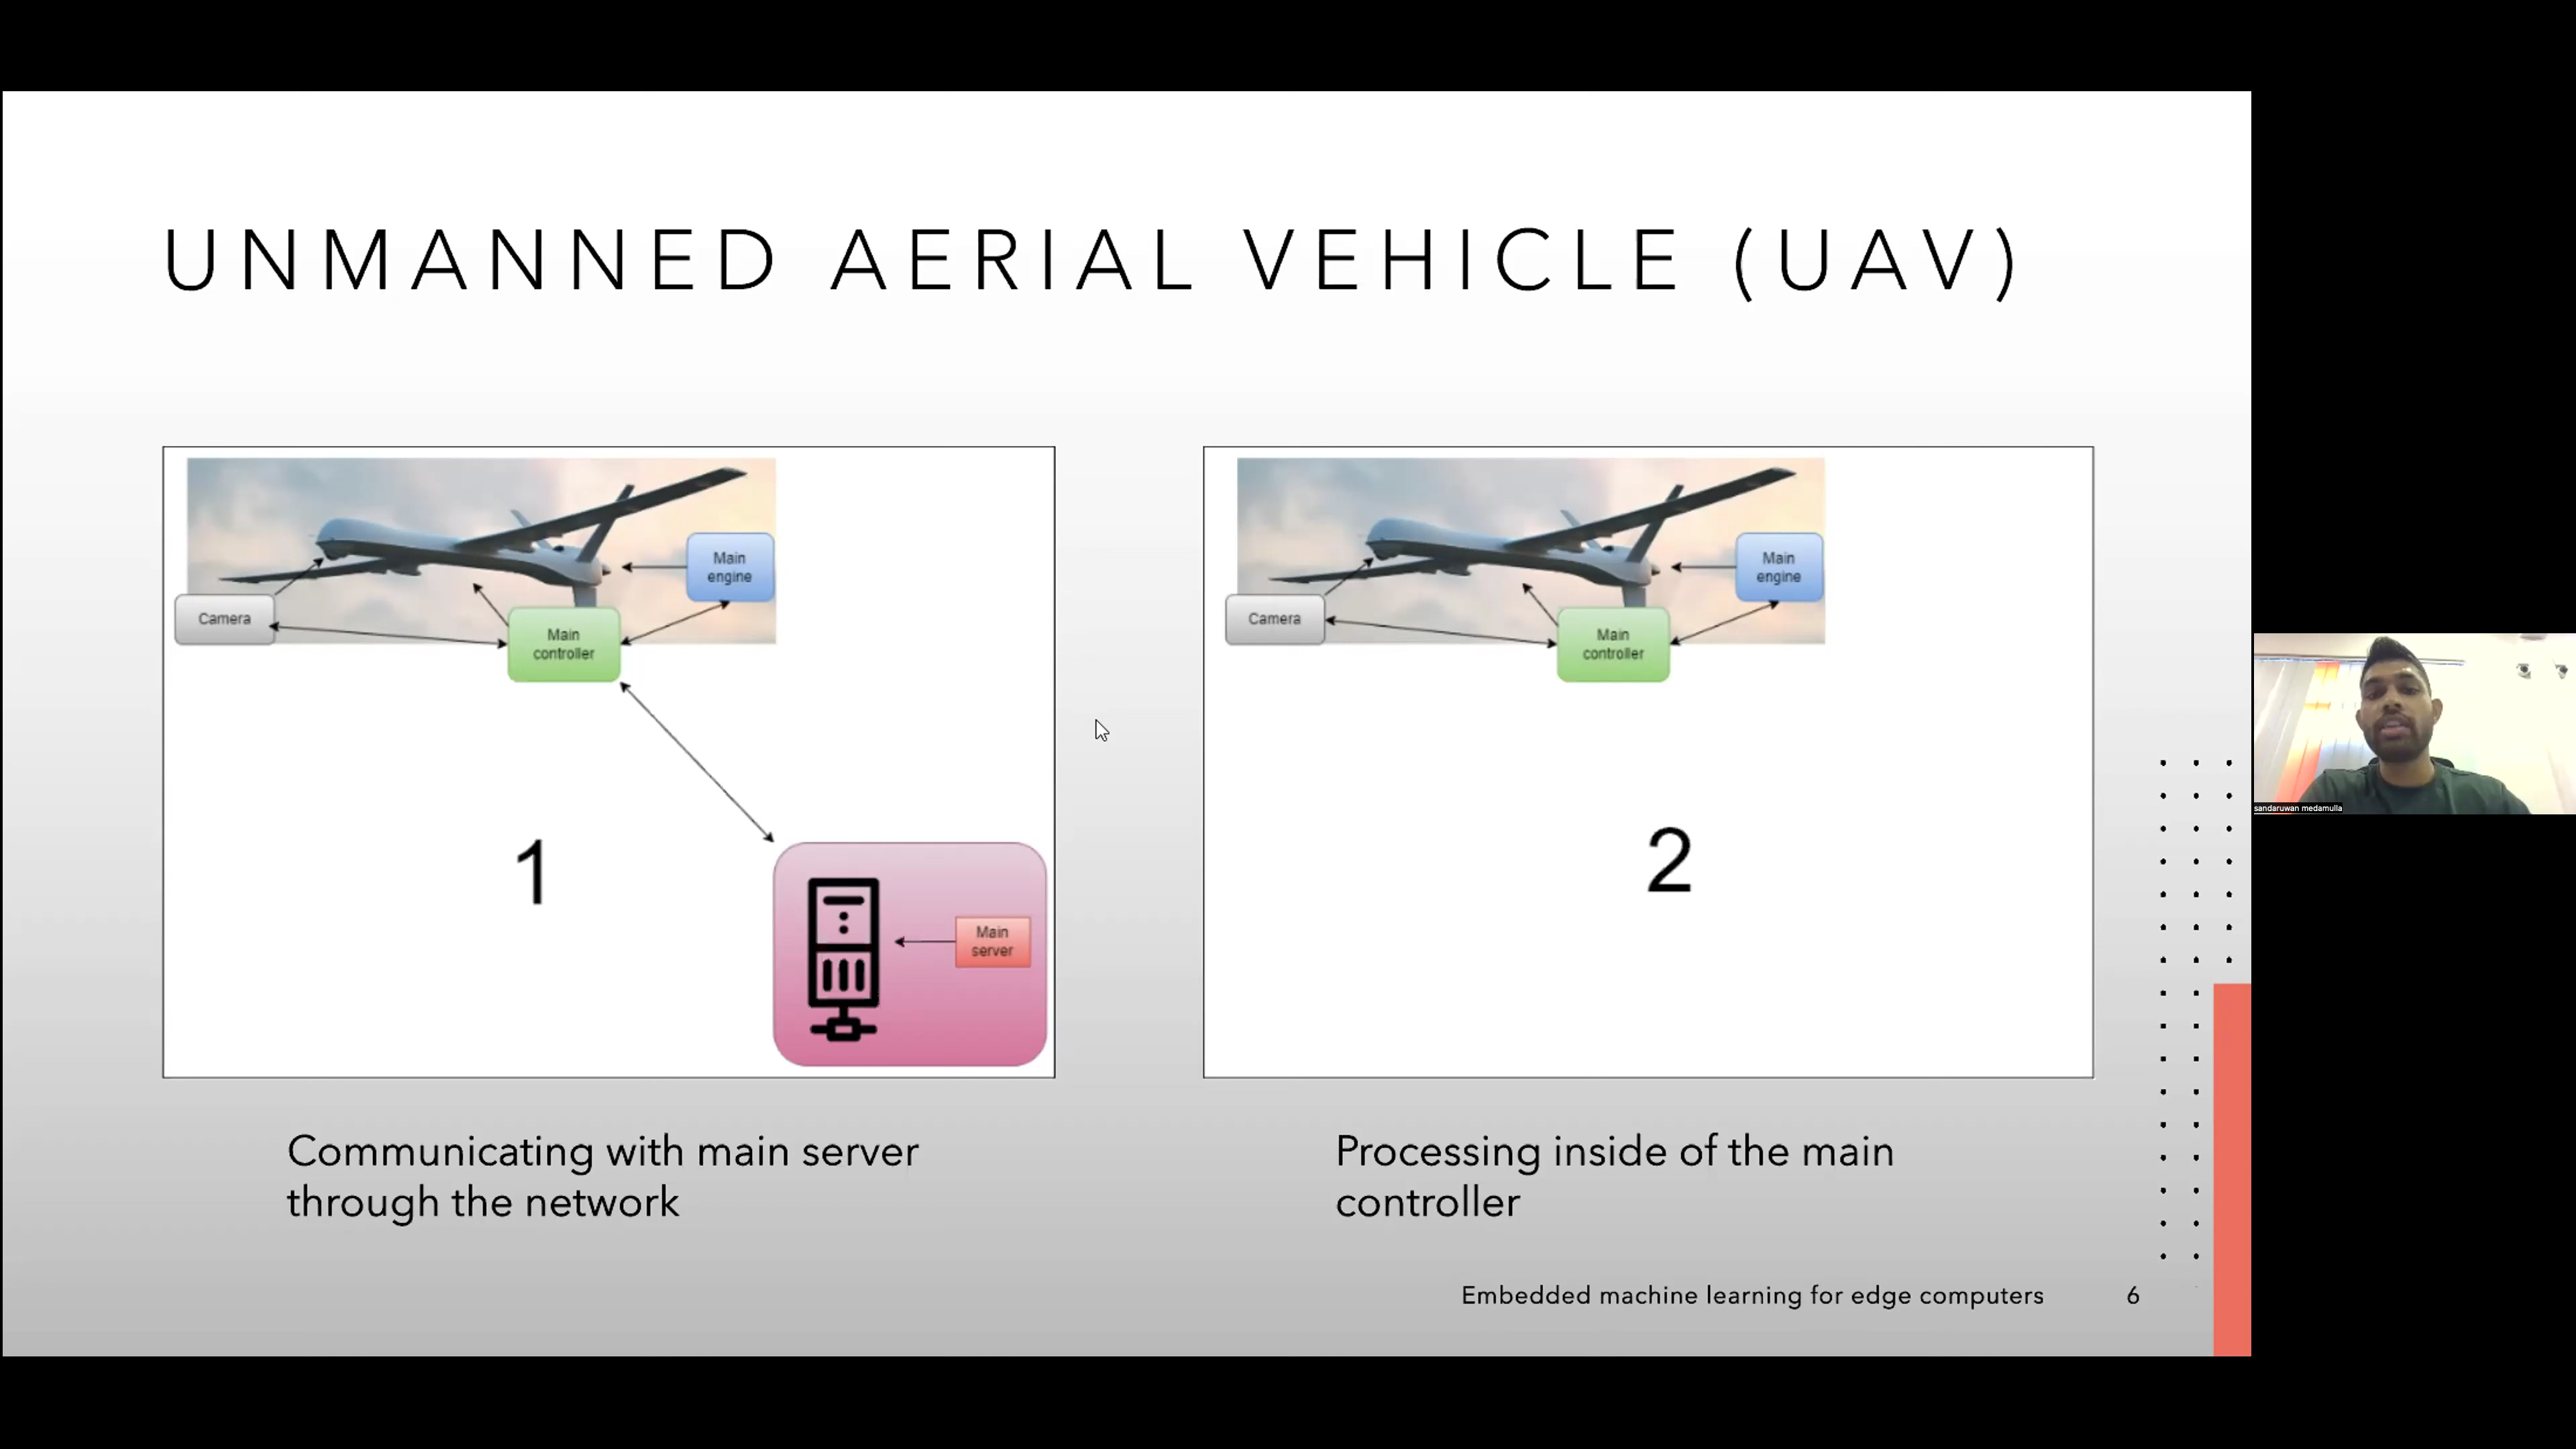 UNMANNED AERIAL VEHICLE (UAV)
Main
engine
Camera
Main
controller
1
Main
server
Communicating with main server
through the network
Main
engine
Camera
Main
controller
2
Processing inside of the main
controller
Embedded machine learning for edge computers
6
sandaruwan medamulla